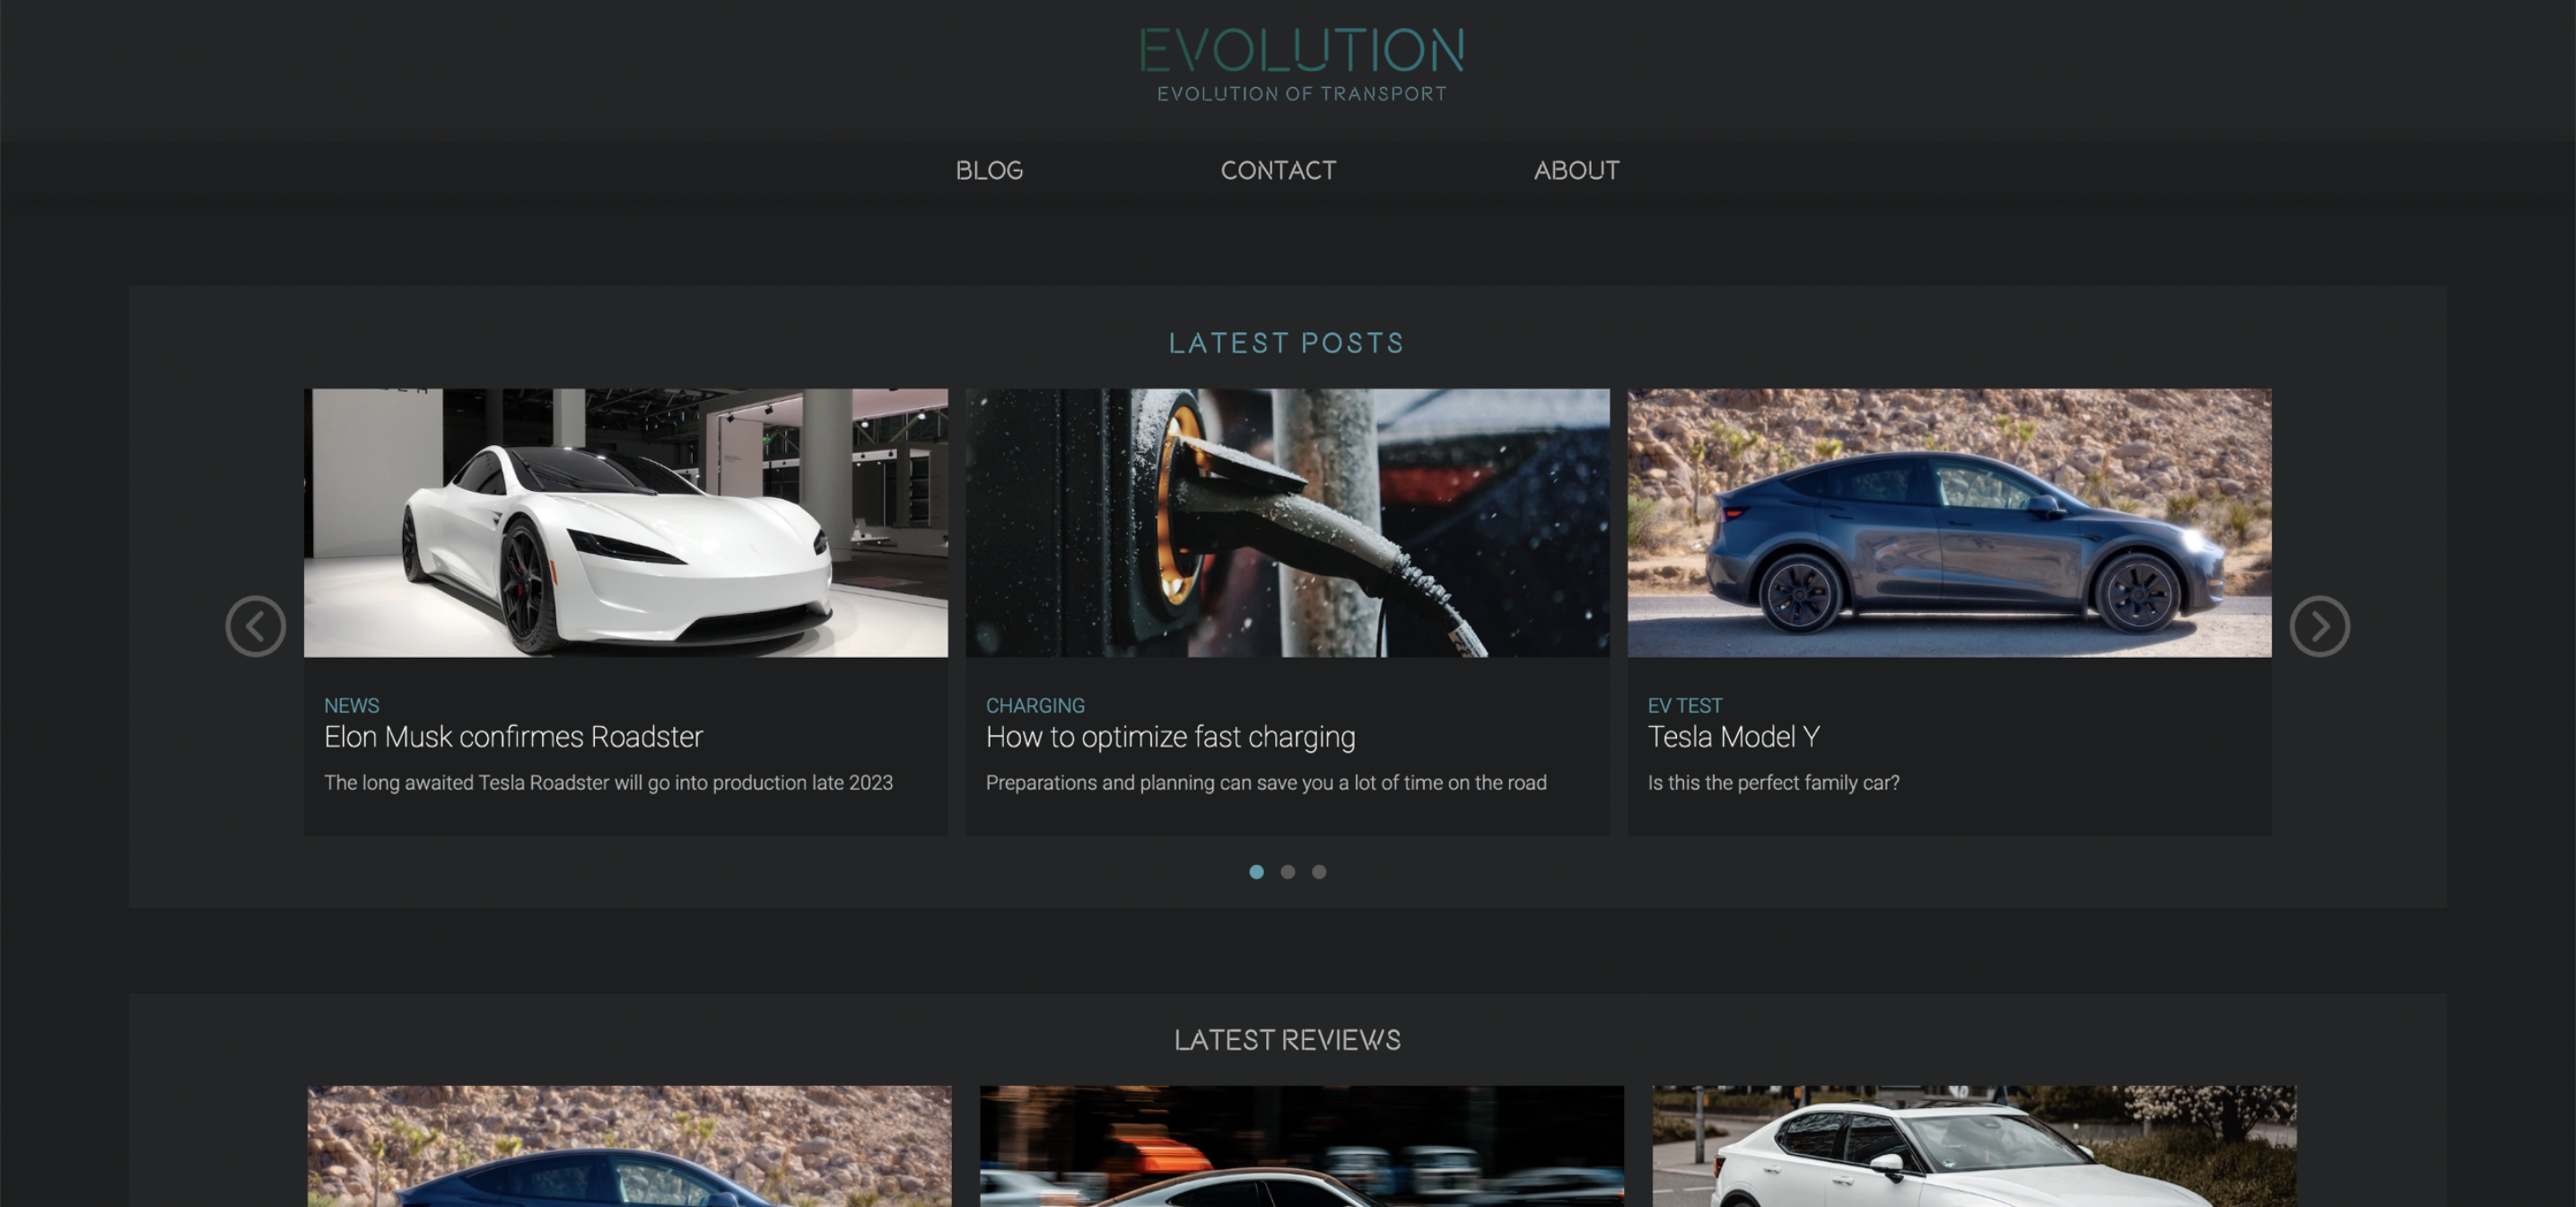 EVOLUTION
EVOLUTION OF TRANSPORT
BLOG CONTACT ABOUT
LATEST POSTS
NEWS
Elon Musk confirmes Roadster
The long awaited Tesla Roadster will go into production late 2023
CHARGING
How to optimize fast charging
Preparations and planning can save you a lot of time on the road
EV TEST
Tesla Model Y
Is this the perfect family car?
LATEST REVIEWS